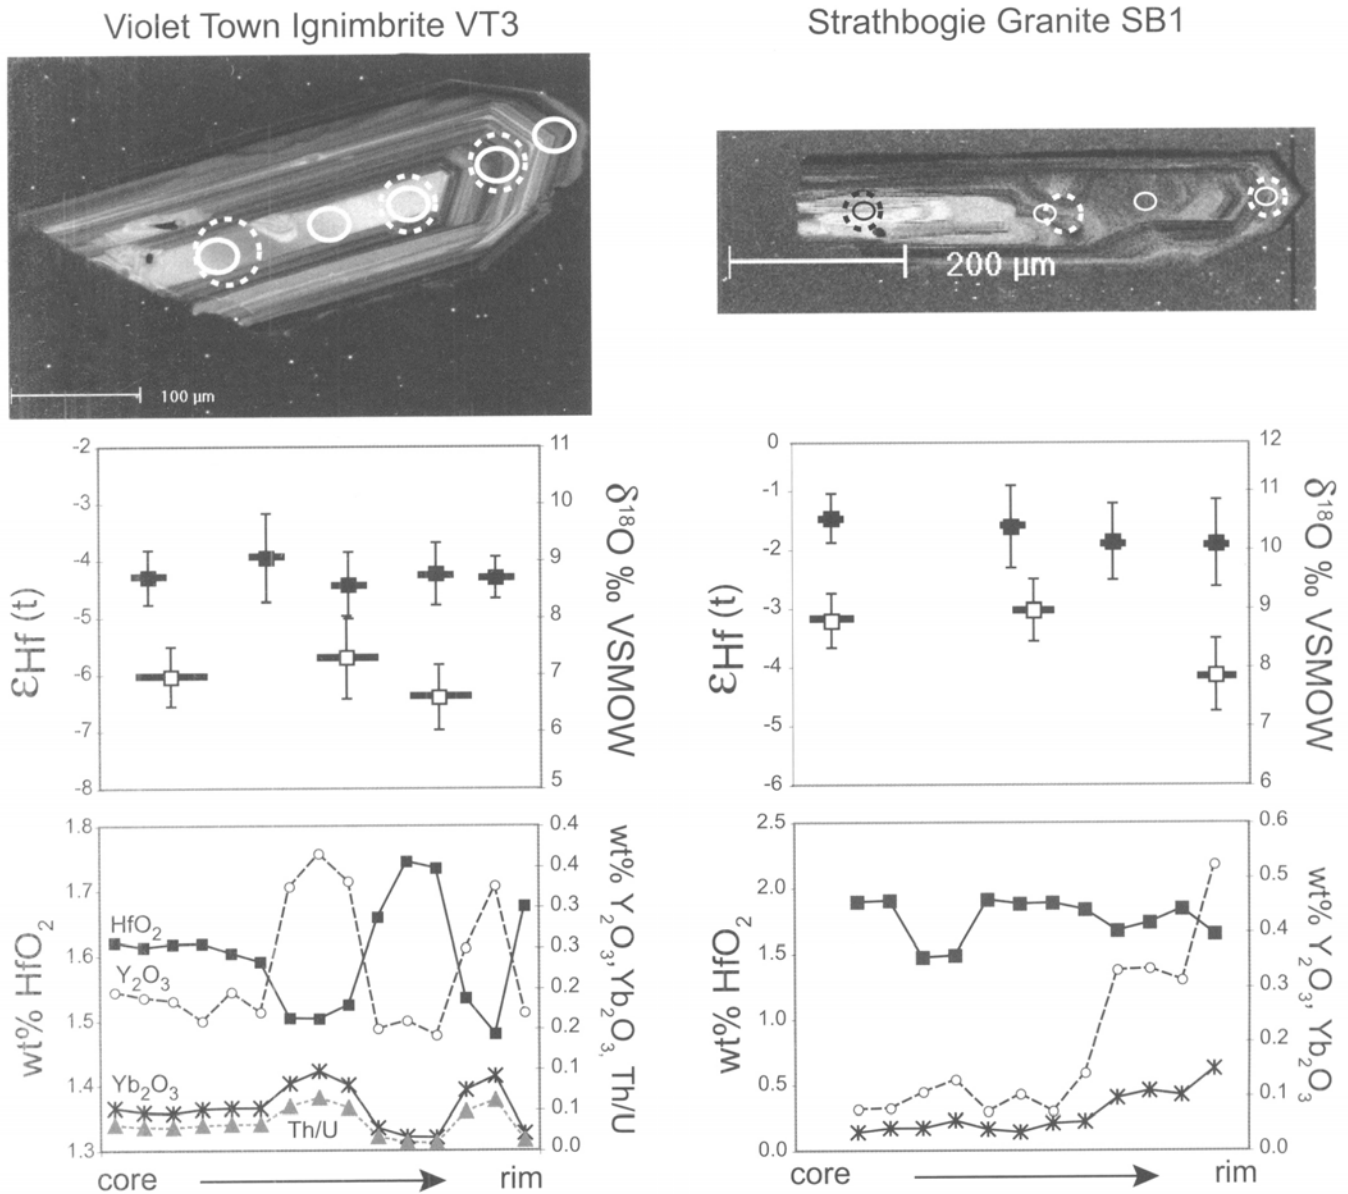 Violet Town Ignimbrite VT3
Strathbogie Granite SB1
100 µm
200 µm
-2
-3
-4
-5
-6
-7
-8
εHf (t)
11
10
9
8
7
6
5
δ18O ‰ VSMOW
0
-1
-2
-3
-4
-5
-6
εHf (t)
12
11
10
9
8
7
6
δ18O ‰ VSMOW
1.8
1.7
1.6
1.5
1.4
1.3
wt% HfO2
HfO2
Y2O3
Yb2O3
Th/U
0.4
0.4
0.3
0.3
0.2
0.2
0.1
0.1
0.0
wt% Y2O3, Yb2O3, Th/U
core
rim
2.5
2.0
1.5
1.0
0.5
0.0
wt% HfO2
0.6
0.5
0.4
0.3
0.2
0.1
0.0
wt% Y2O3, Yb2O3
core
rim